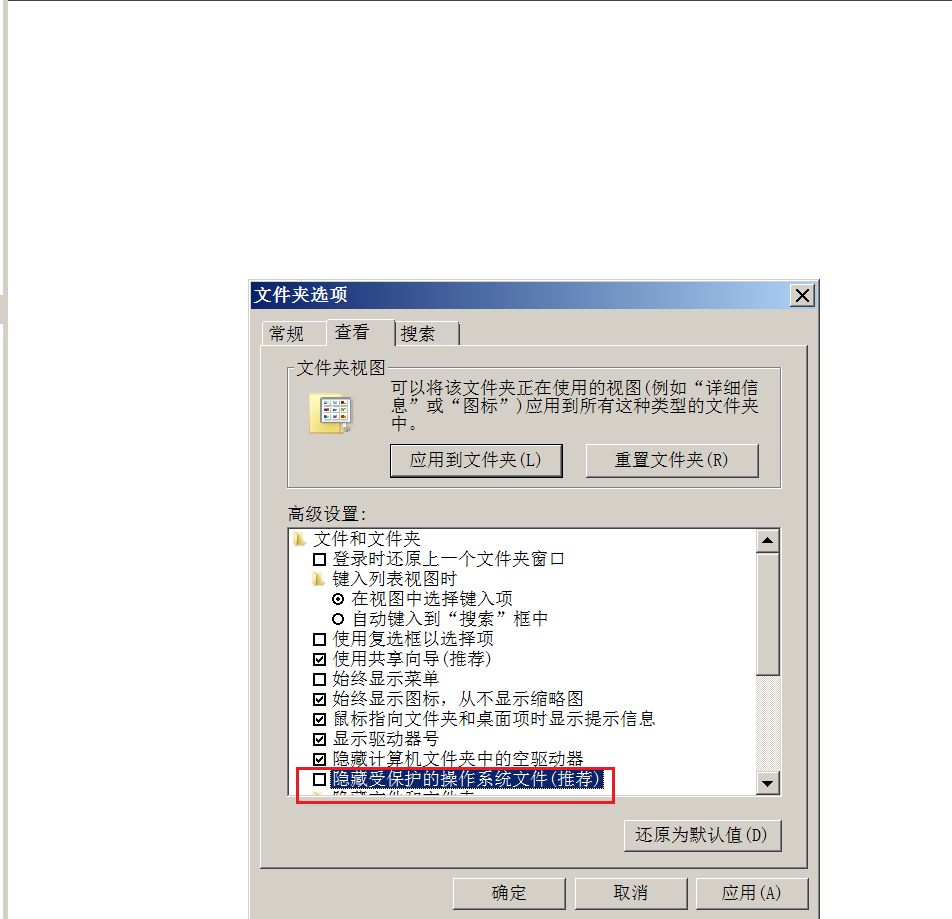 文件夹选项
常规
查看
搜索
文件夹视图
可以将该文件夹正在使用的视图(例如“详细信
息”或“图标”)应用到所有这种类型的文件夹
中。
应用到文件夹(L)
重置文件夹(R)
高级设置:
文件和文件夹
登录时还原上一个文件夹窗口
键入列表视图时
在视图中选择键入项
自动键入到“搜索”框中
使用复选框以选择项
使用共享向导(推荐)
始终显示菜单
始终显示图标，从不显示缩略图
鼠标指向文件夹和桌面项时显示提示信息
显示驱动器号
隐藏计算机文件夹中的空驱动器
隐藏受保护的操作系统文件(推荐)
还原为默认值(D)
确定
取消
应用(A)